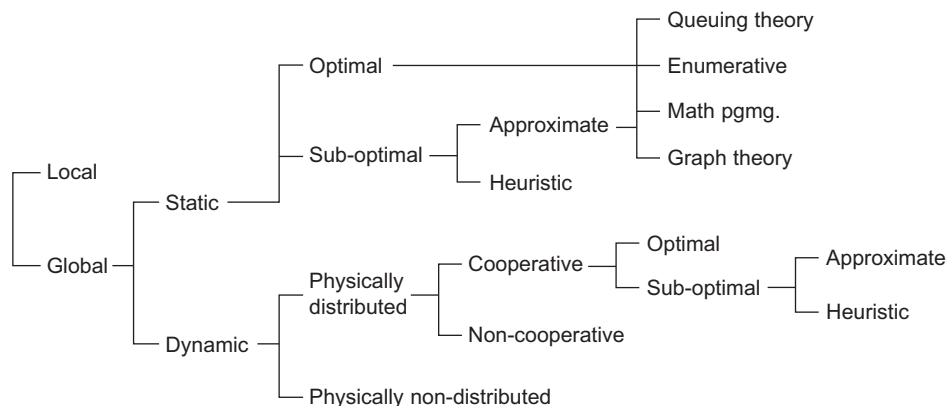 Queuing theory
Optimal
Enumerative
Math pgmg.
Approximate
Sub-optimal
Graph theory
Heuristic
Local
Static
Global
Physically
distributed
Cooperative
Optimal
Sub-optimal
Approximate
Heuristic
Non-cooperative
Dynamic
Physically non-distributed